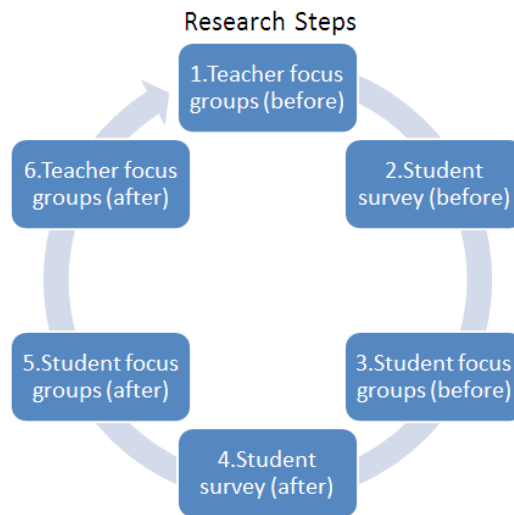 Research Steps
1.Teacher focus
groups (before)
2.Student
survey (before)
3.Student focus
groups (before)
4.Student
survey (after)
5.Student focus
groups (after)
6.Teacher focus
groups (after)